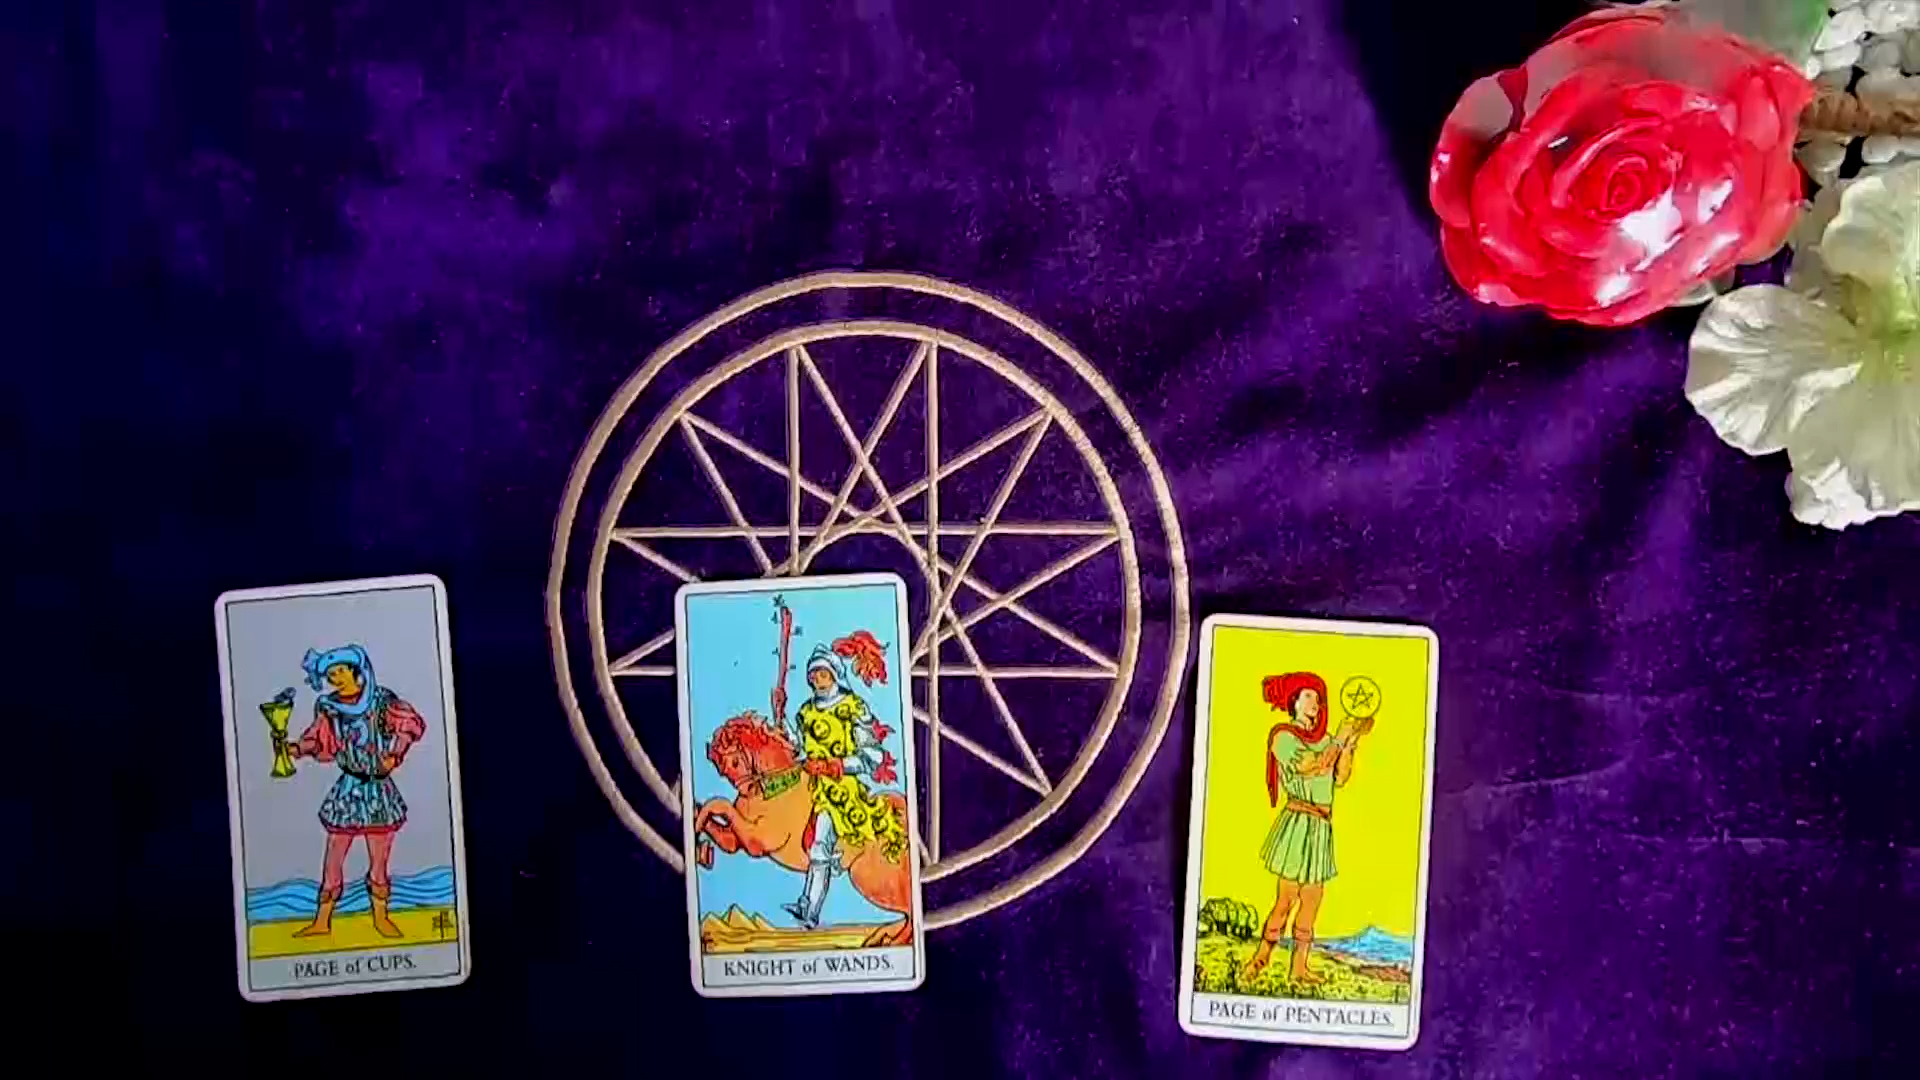 PAGE of CUPS.
KNIGHT of WANDS.
PAGE of PENTACLES.